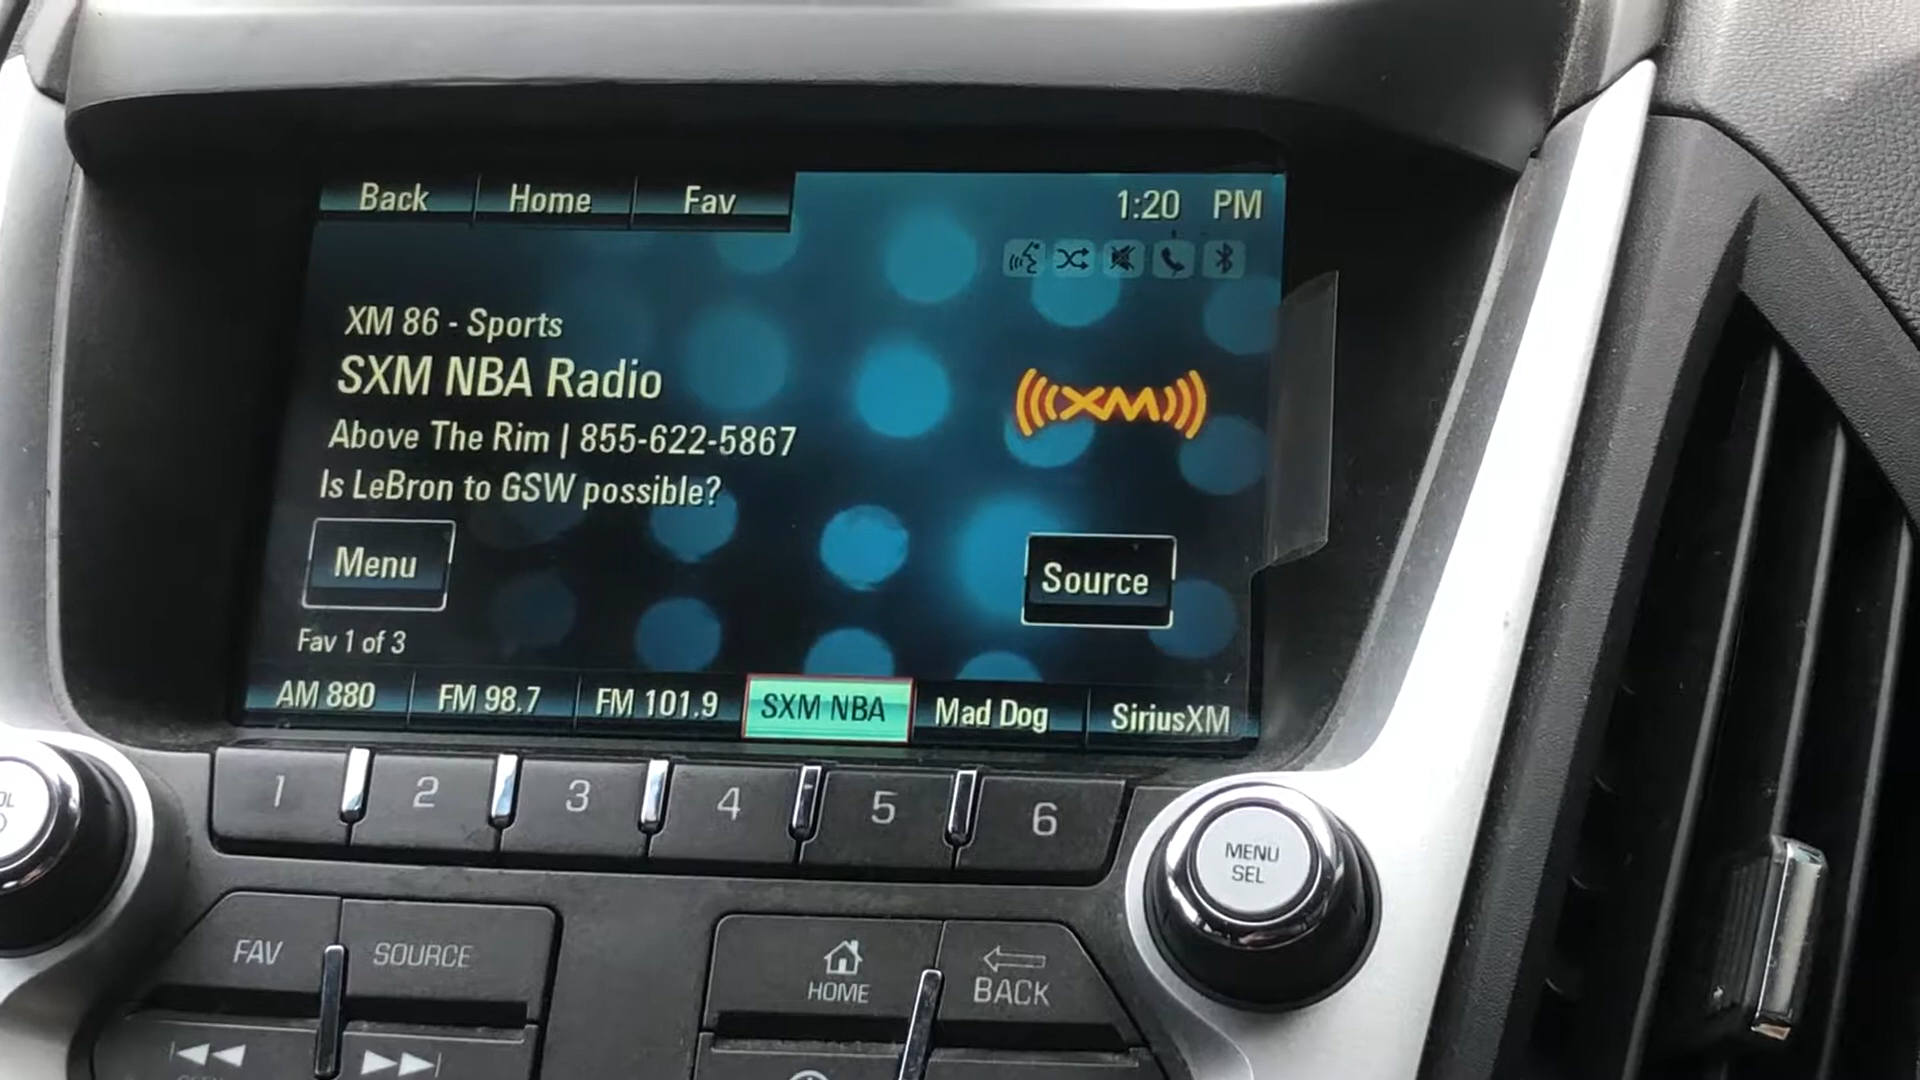 Back Home Fav 1:20 PM
XM 86 - Sports
SXM NBA Radio
XM
Above The Rim | 855-622-5867
Is LeBron to GSW possible?
Menu Source
Fav 1 of 3
AM 880 FM 98.7 FM 101.9 SXM NBA Mad Dog SiriusXM
1 2 3 4 5 6
MENU
SEL
FAV SOURCE
HOME BACK